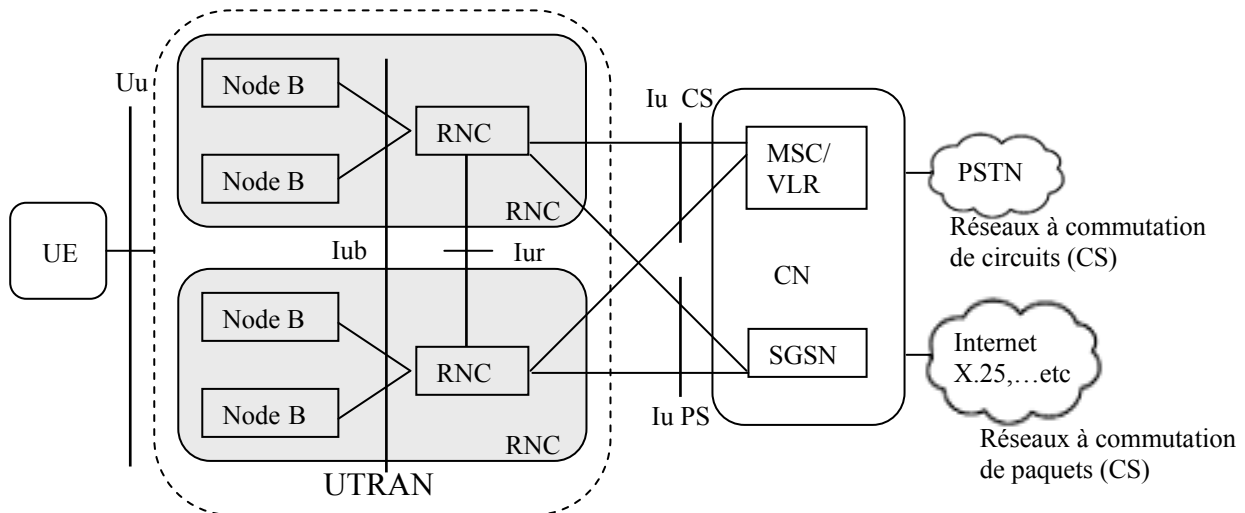 Uu
Node B
Node B
RNC
RNC
UE
Iub
Iur
Node B
Node B
RNC
RNC
UTRAN
Iu CS
MSC/
VLR
CN
SGSN
Iu PS
PSTN
Réseaux à commutation
de circuits (CS)
Internet
X.25,…etc
Réseaux à commutation
de paquets (CS)